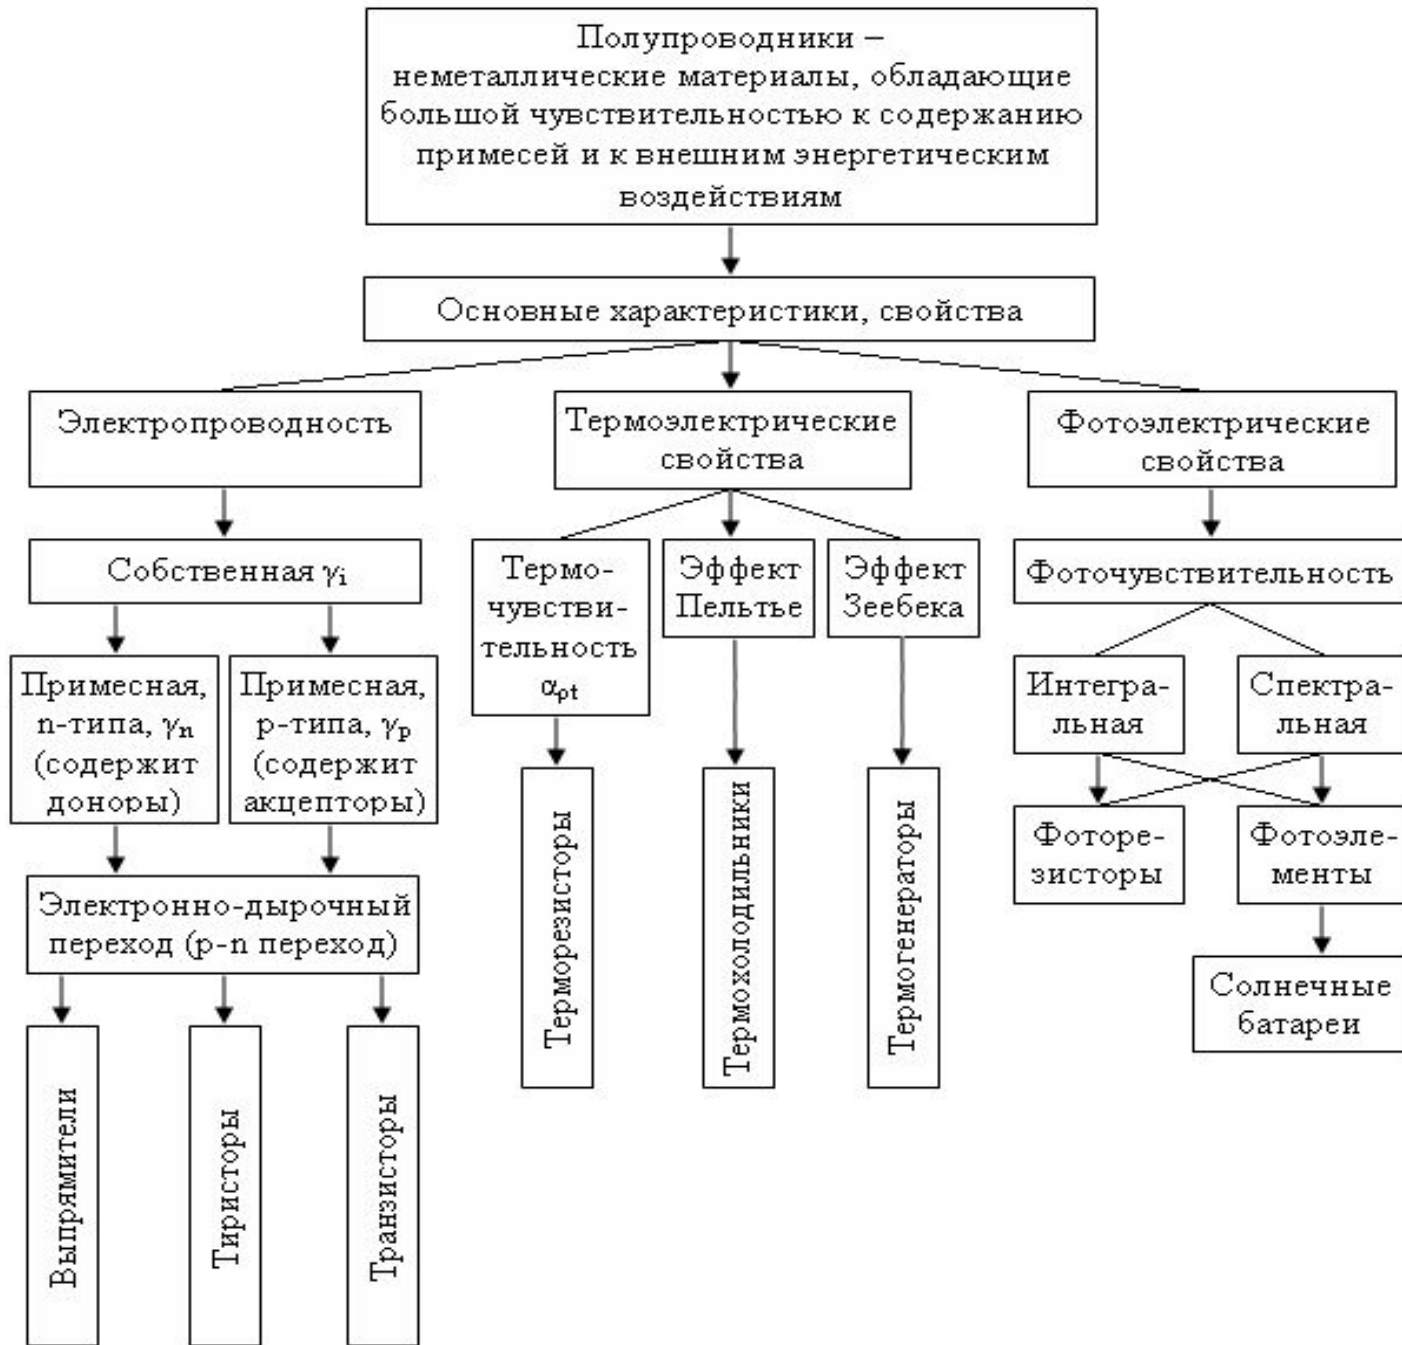 Полупроводники –
неметаллические материалы, обладающие
большой чувствительностью к содержанию
примесей и к внешним энергетическим
воздействиям
Основные характеристики, свойства
Электропроводность
Термоэлектрические
свойства
Фотоэлектрические
свойства
Собственная γi
Термо-
чувстви-
тельность
αρt
Эффект
Пельтье
Эффект
Зеебека
Фоточувствительность
Примесная,
n-типа, γn
(содержит
доноры)
Примесная,
p-типа, γp
(содержит
акцепторы)
Интегра-
льная
Спектра-
льная
Терморезисторы
Термохолодильники
Термогенераторы
Фоторе-
зисторы
Фотоэле-
менты
Электронно-дырочный
переход (p-n переход)
Солнечные
батареи
Выпрямители
Тиристоры
Транзисторы